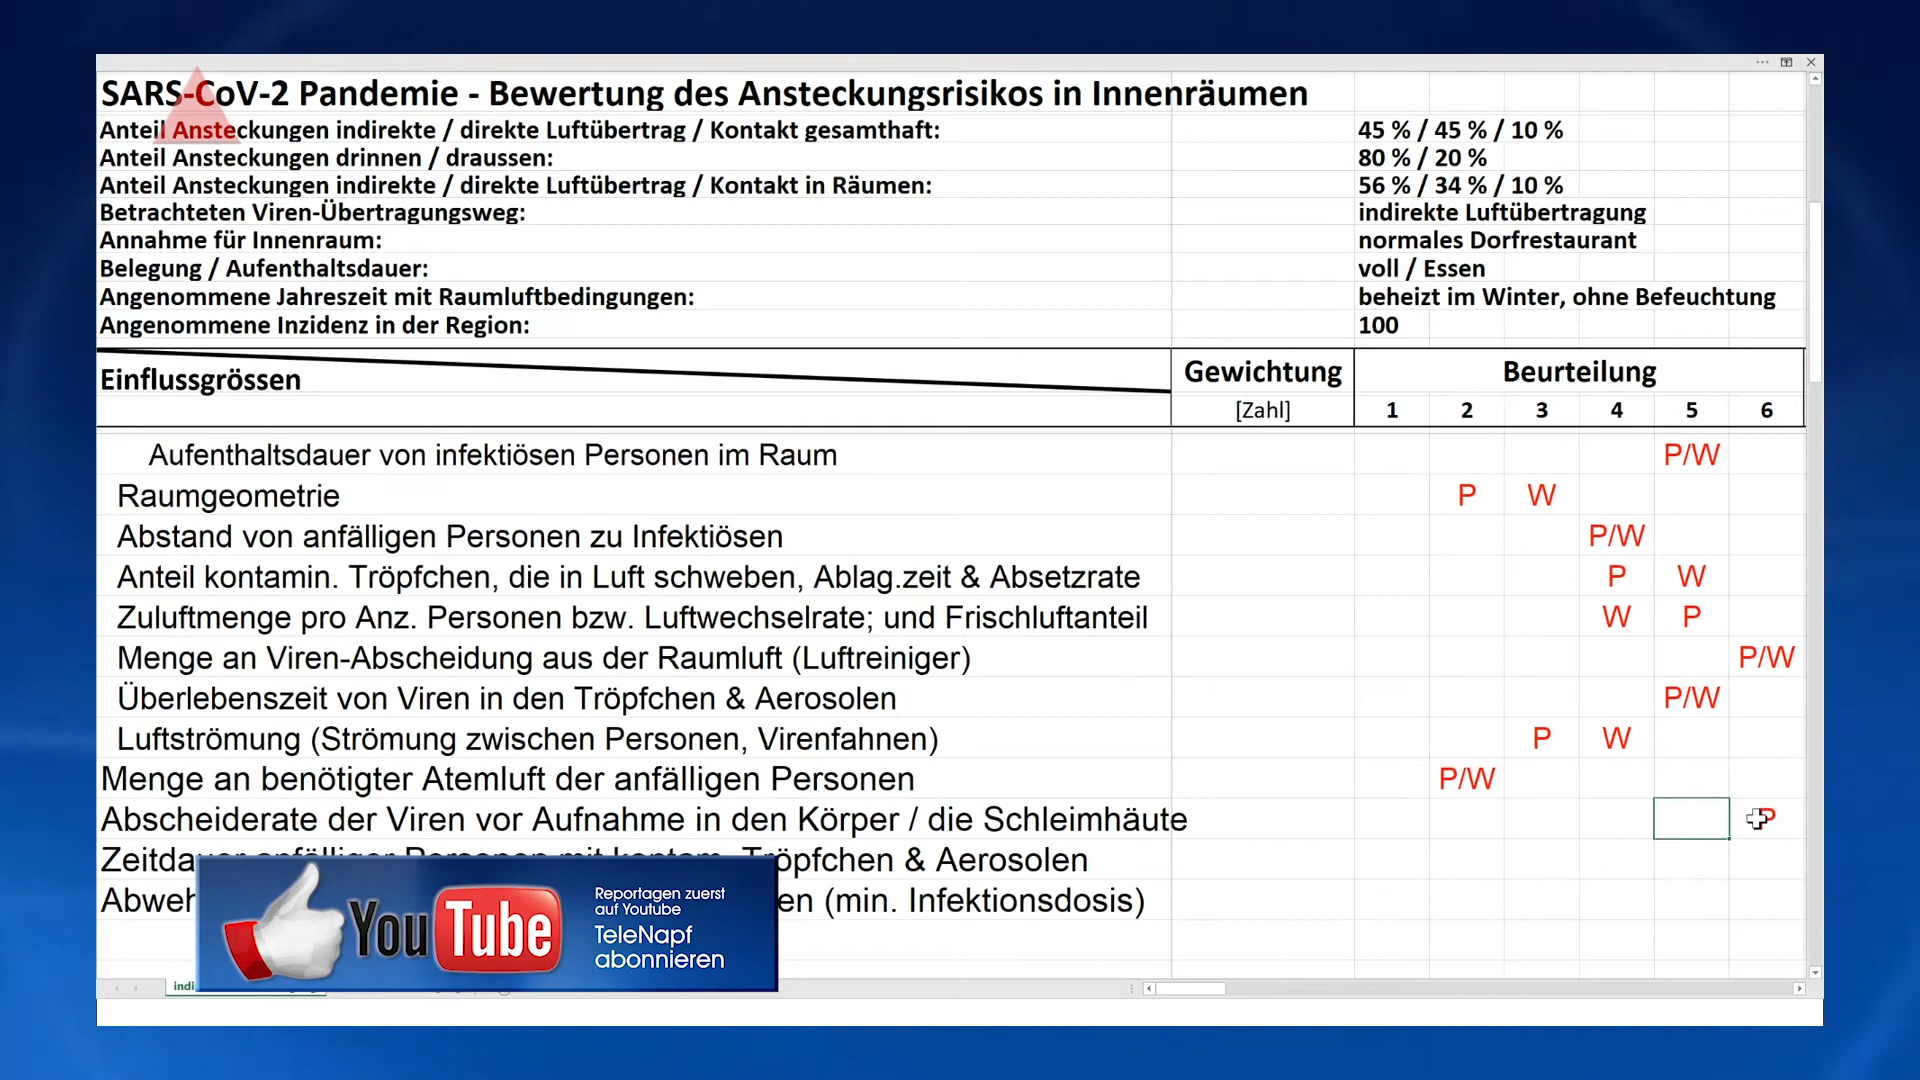 SARS-CoV-2 Pandemie - Bewertung des Ansteckungsrisikos in Innenräumen
Anteil Ansteckungen indirekte / direkte Luftübertrag / Kontakt gesamthaft: 45 % / 45 % / 10 %
Anteil Ansteckungen drinnen / draussen: 80 % / 20 %
Anteil Ansteckungen indirekte / direkte Luftübertrag / Kontakt in Räumen: 56 % / 34 % / 10 %
Betrachteten Viren-Übertragungsweg: indirekte Luftübertragung
Annahme für Innenraum: normales Dorfrestaurant
Belegung / Aufenthaltsdauer: voll / Essen
Angenommene Jahreszeit mit Raumluftbedingungen: beheizt im Winter, ohne Befeuchtung
Angenommene Inzidenz in der Region: 100
Einflussgrössen Gewichtung Beurteilung
[Zahl] 1 2 3 4 5 6
Aufenthaltsdauer von infektiösen Personen im Raum P/W
Raumgeometrie P W
Abstand von anfälligen Personen zu Infektiösen P/W
Anteil kontamin. Tröpfchen, die in Luft schweben, Ablag.zeit & Absetzrate P W
Zuluftmenge pro Anz. Personen bzw. Luftwechselrate; und Frischluftanteil W P
Menge an Viren-Abscheidung aus der Raumluft (Luftreiniger) P/W
Überlebenszeit von Viren in den Tröpfchen & Aerosolen P/W
Luftströmung (Strömung zwischen Personen, Virenfahnen) P W
Menge an benötigter Atemluft der anfälligen Personen P/W
Abscheiderate der Viren vor Aufnahme in den Körper / die Schleimhäute P
Zeitdauer anfälliger Personen mit kontam. Tröpfchen & Aerosolen
(min. Infektionsdosis)
You Tube
Reportagen zuerst
auf Youtube
TeleNapf
abonnieren